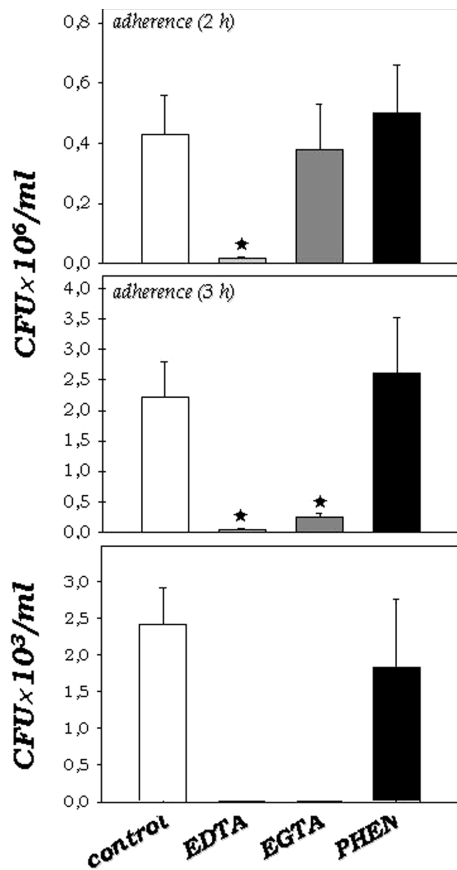 adherence (2 h)
0,8
0,6
0,4
0,2
0,0
adherence (3 h)
4,0
3,5
3,0
2,5
2,0
1,5
1,0
0,5
0,0
CFU×10⁶/ml
3,0
2,5
2,0
1,5
1,0
0,5
0,0
CFU×10³/ml
control
EDTA
EGTA
PHEN